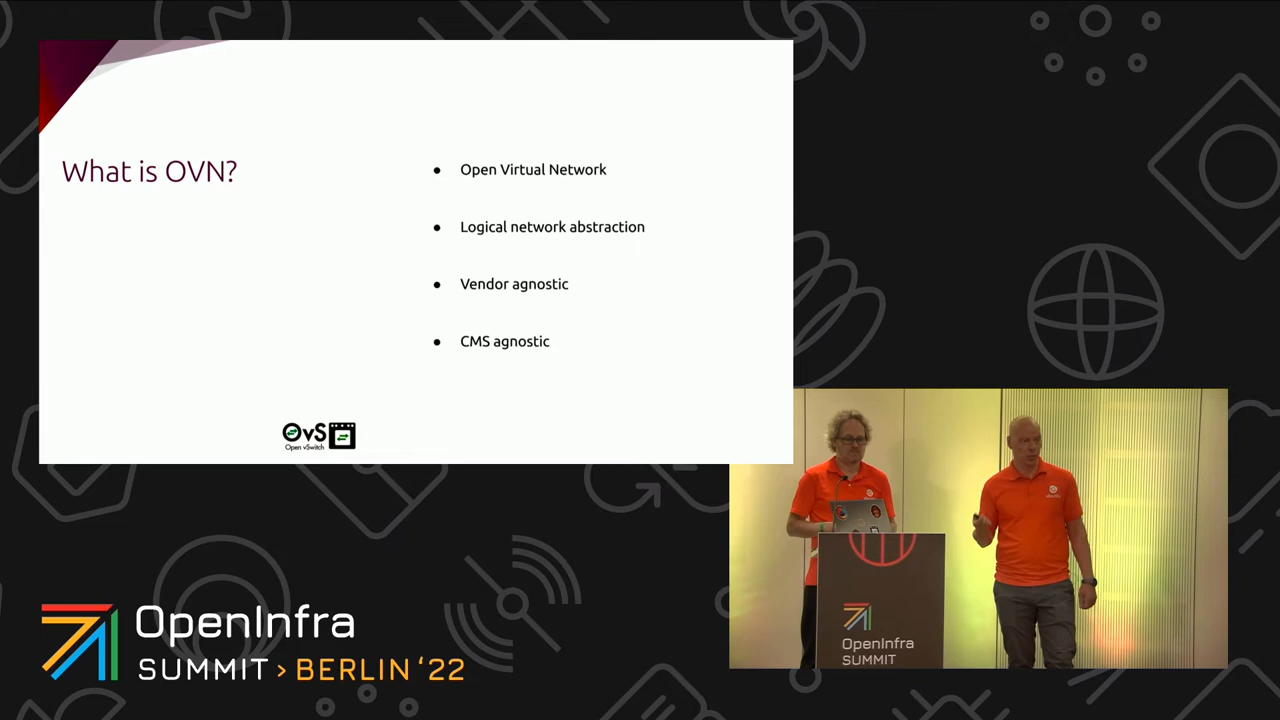 What is OVN?
● Open Virtual Network
● Logical network abstraction
● Vendor agnostic
● CMS agnostic
OvS
Open vSwitch
OpenInfra
SUMMIT > BERLIN ‘22
OpenInfra
SUMMIT